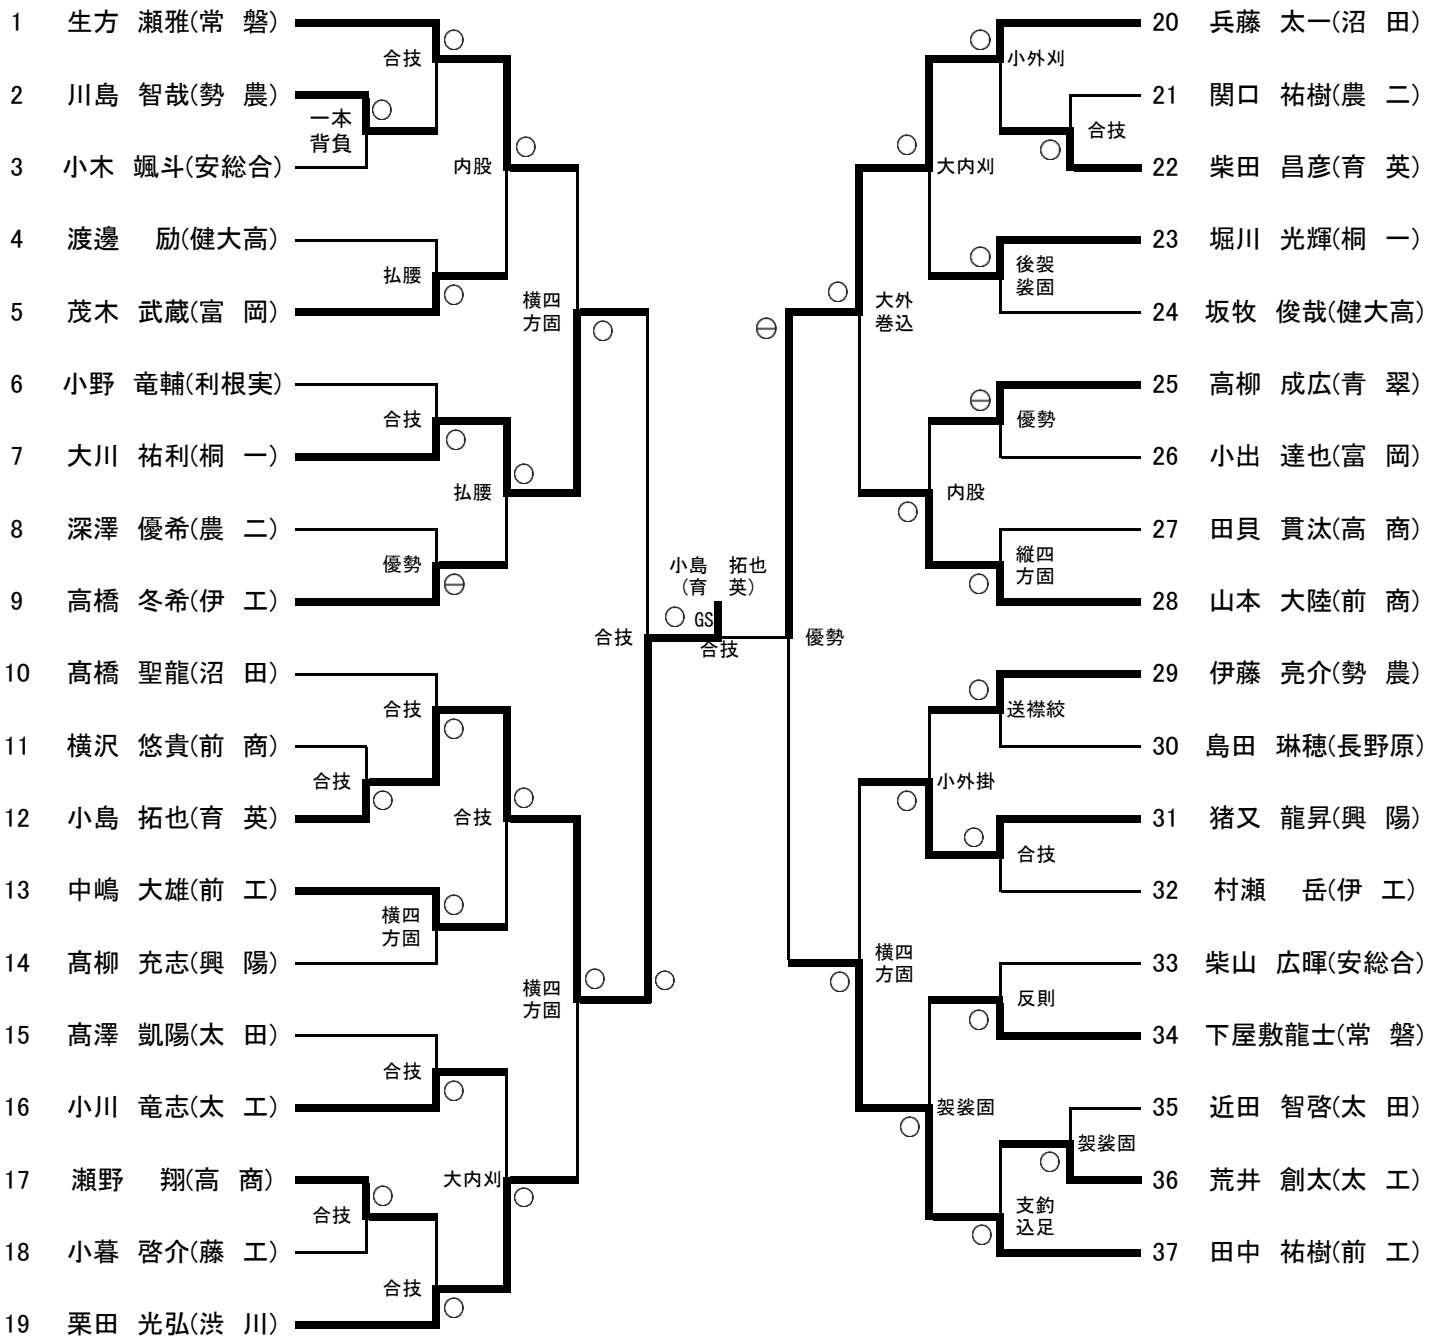 1 生方 瀬雅(常 磐)
2 川島 智哉(勢 農)
3 小木 颯斗(安総合)
4 渡邊 励(健大高)
5 茂木 武蔵(富 岡)
6 小野 竜輔(利根実)
7 大川 祐利(桐 一)
8 深澤 優希(農 二)
9 高橋 冬希(伊 工)
10 髙橋 聖龍(沼 田)
11 横沢 悠貴(前 商)
12 小島 拓也(育 英)
13 中嶋 大雄(前 工)
14 髙柳 充志(興 陽)
15 髙澤 凱陽(太 田)
16 小川 竜志(太 工)
17 瀬野 翔(高 商)
18 小暮 啓介(藤 工)
19 栗田 光弘(渋 川)
合技
一本
背負
内股
払腰
横四
方固
合技
払腰
優勢
合技
合技
合技
合技
横四
方固
横四
方固
合技
大内刈
合技
合技
小島 拓也
(育 英)
GS
合技
優勢
小外刈
合技
大内刈
後袈
裟固
大外
巻込
優勢
内股
縦四
方固
送襟絞
小外掛
合技
横四
方固
反則
袈裟固
袈裟固
支釣
込足
20 兵藤 太一(沼 田)
21 関口 祐樹(農 二)
22 柴田 昌彦(育 英)
23 堀川 光輝(桐 一)
24 坂牧 俊哉(健大高)
25 高柳 成広(青 翠)
26 小出 達也(富 岡)
27 田貝 貫汰(高 商)
28 山本 大陸(前 商)
29 伊藤 亮介(勢 農)
30 島田 琳穂(長野原)
31 猪又 龍昇(興 陽)
32 村瀬 岳(伊 工)
33 柴山 広暉(安総合)
34 下屋敷龍士(常 磐)
35 近田 智啓(太 田)
36 荒井 創太(太 工)
37 田中 祐樹(前 工)